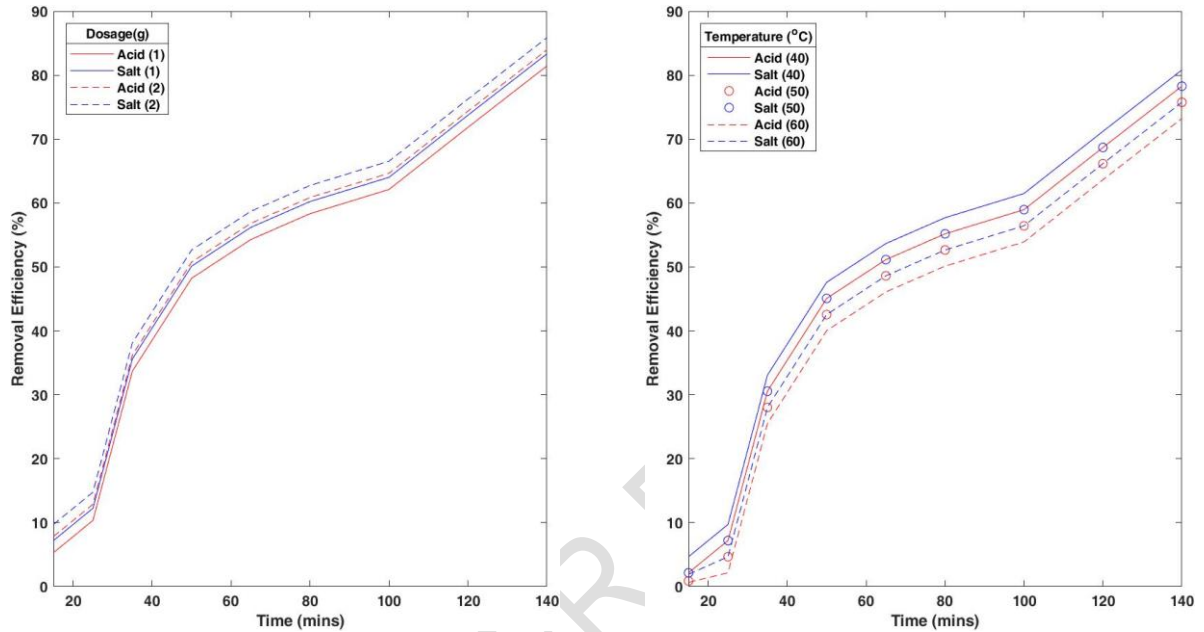 Dosage(g)
Acid (1)
Salt (1)
Acid (2)
Salt (2)
90
80
70
60
50
40
30
20
10
0
20 40 60 80 100 120 140
Removal Efficiency (%)
Time (mins)
Temperature (°C)
Acid (40)
Salt (40)
Acid (50)
Salt (50)
Acid (60)
Salt (60)
90
80
70
60
50
40
30
20
10
0
20 40 60 80 100 120 140
Removal Efficiency (%)
Time (mins)
R